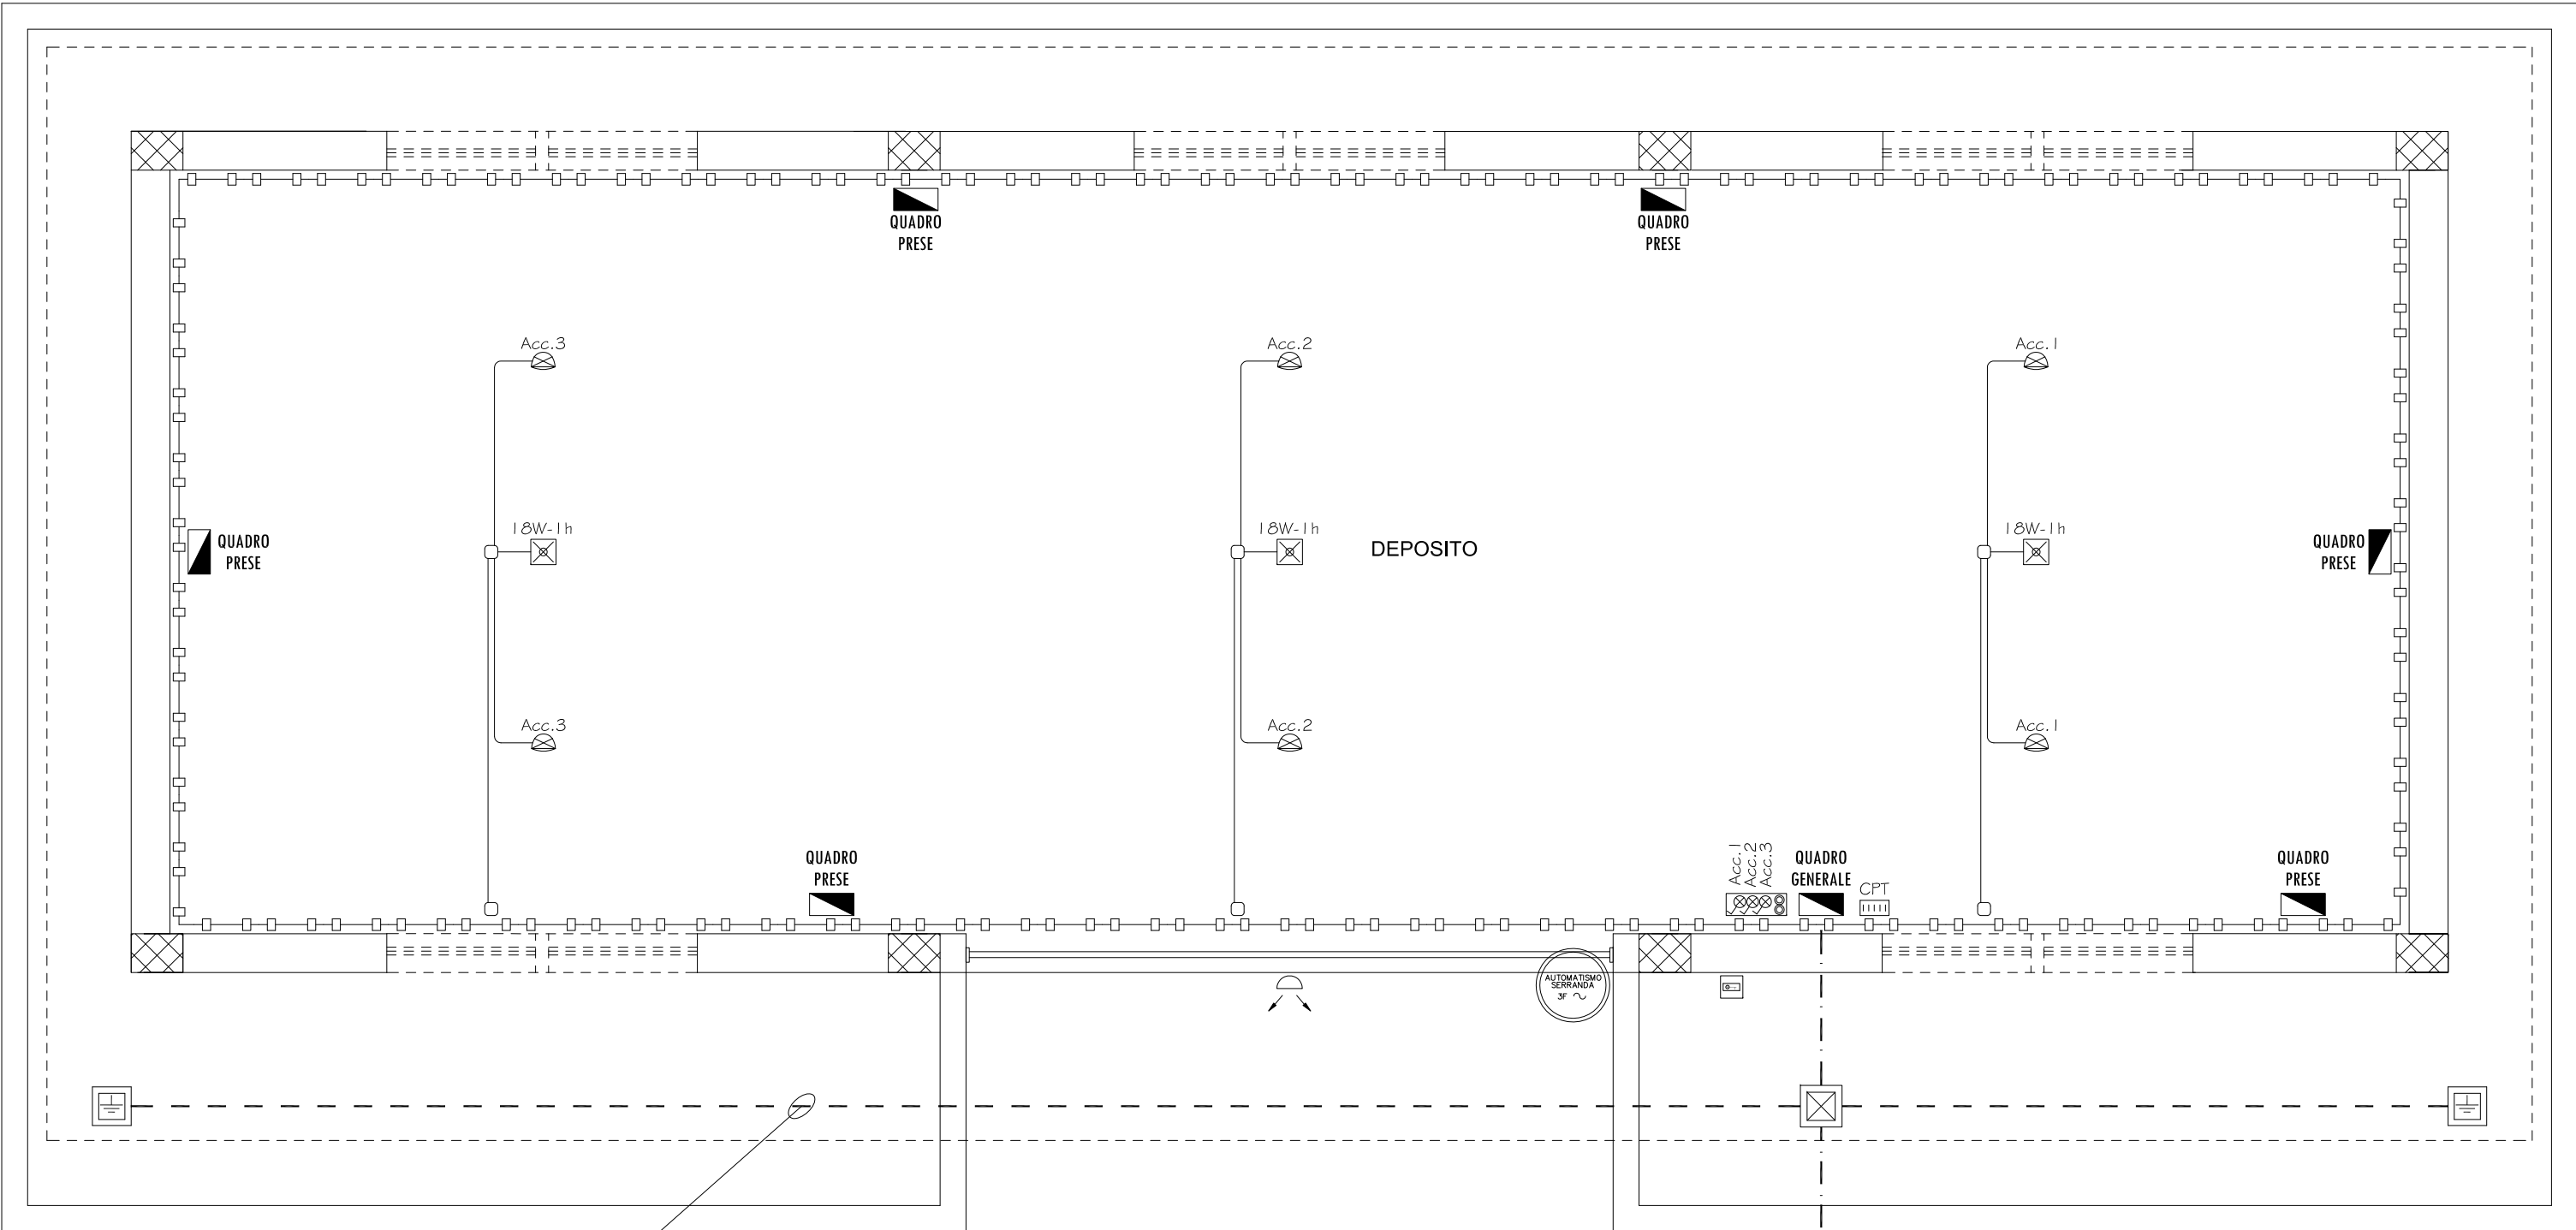 QUADRO
PRESE
QUADRO
PRESE
Acc.3
Acc.2
Acc.1
18W-1h
18W-1h
18W-1h
QUADRO
PRESE
DEPOSITO
QUADRO
PRESE
Acc.3
Acc.2
Acc.1
QUADRO
PRESE
Acc.1
Acc.2
Acc.3
QUADRO
GENERALE
CPT
QUADRO
PRESE
AUTOMATISMO
SERRANDA
3F